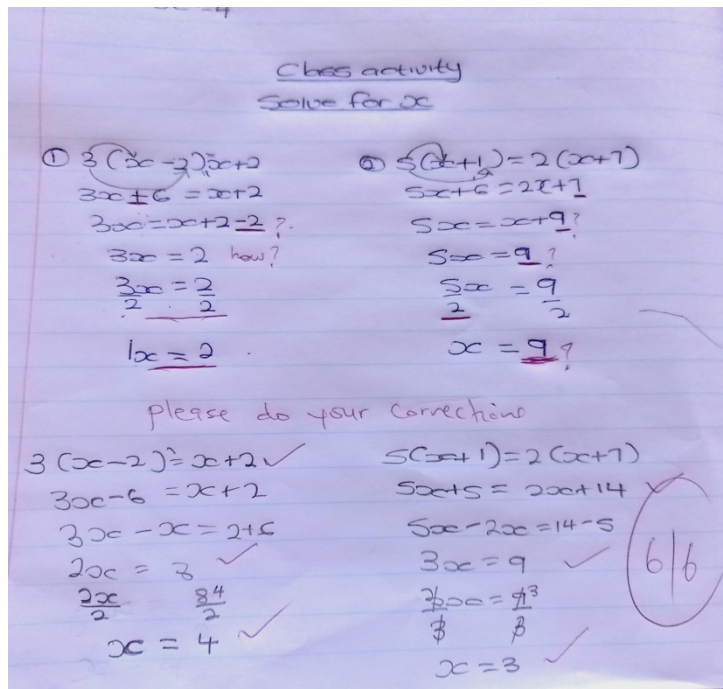 Class activity
Solve for x
① 3(x-2)=x+2
3x+6 =x+2
3x=x+2-2 ?
3x = 2 how?
3x = 2
2 2
1x = 2
② 5(x+1)=2(x+7)
5x+6=2x+7
5x=x+9?
5x=9?
5x = 9
2 2
x = 9?
please do your corrections
3(x-2)=x+2 ✓
3x-6 =x+2
3x-x=2+6
2x = 8 ✓
2x 84
2 2
x = 4 ✓
5(x+1)=2(x+7)
5x+5= 2x+14 ✓
5x-2x=14-5
3x=9 ✓
3x=93
3 3
x=3 ✓
6/6